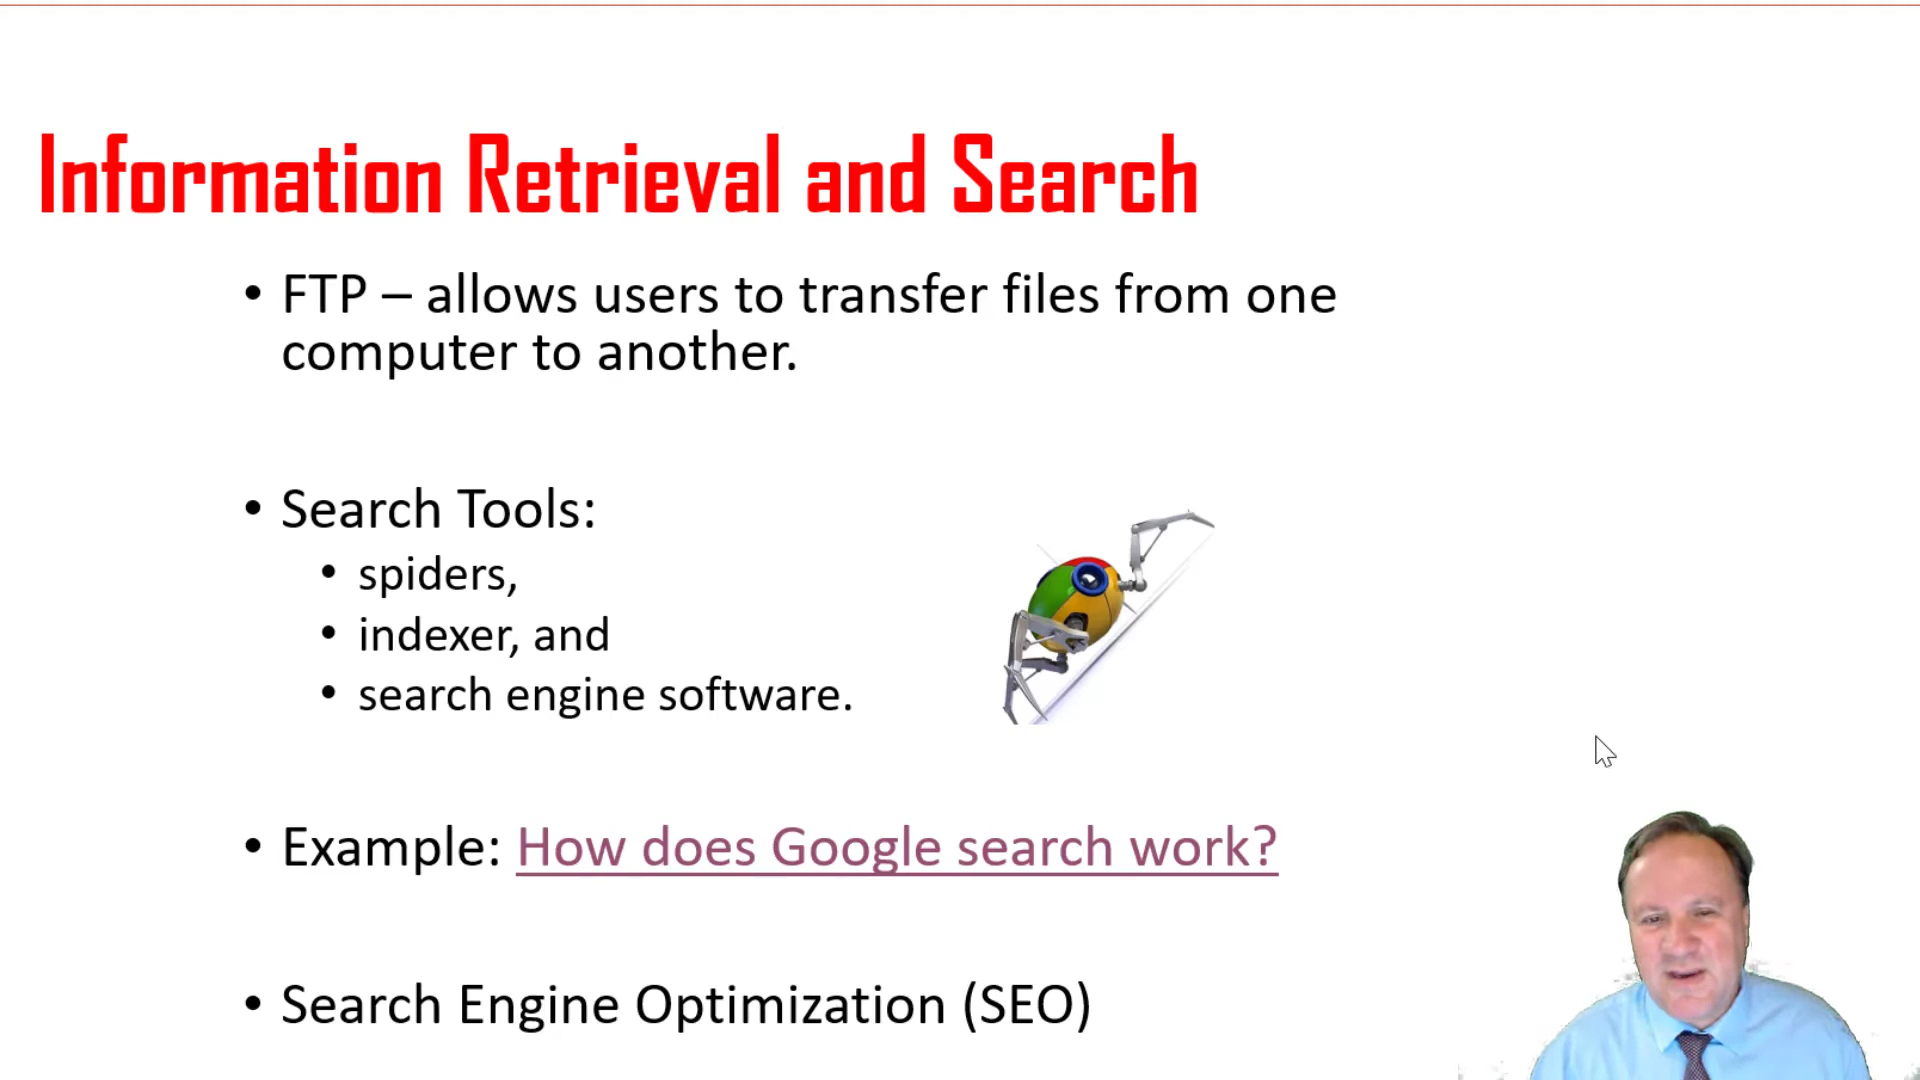 Information Retrieval and Search
• FTP – allows users to transfer files from one
computer to another.
• Search Tools:
• spiders,
• indexer, and
• search engine software.
• Example: How does Google search work?
• Search Engine Optimization (SEO)